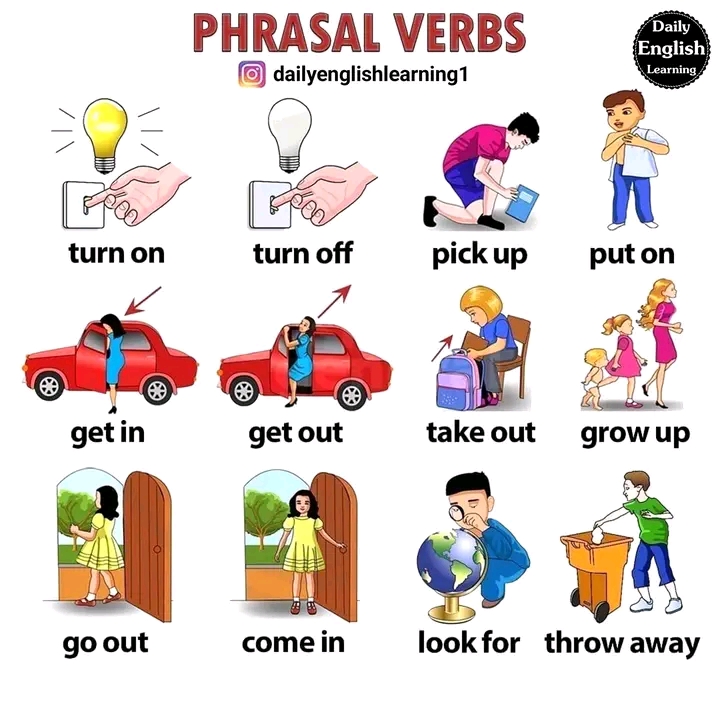 PHRASAL VERBS
dailyenglishlearning1
Daily
English
Learning
turn on
turn off
pick up
put on
get in
get out
take out
grow up
go out
come in
look for
throw away